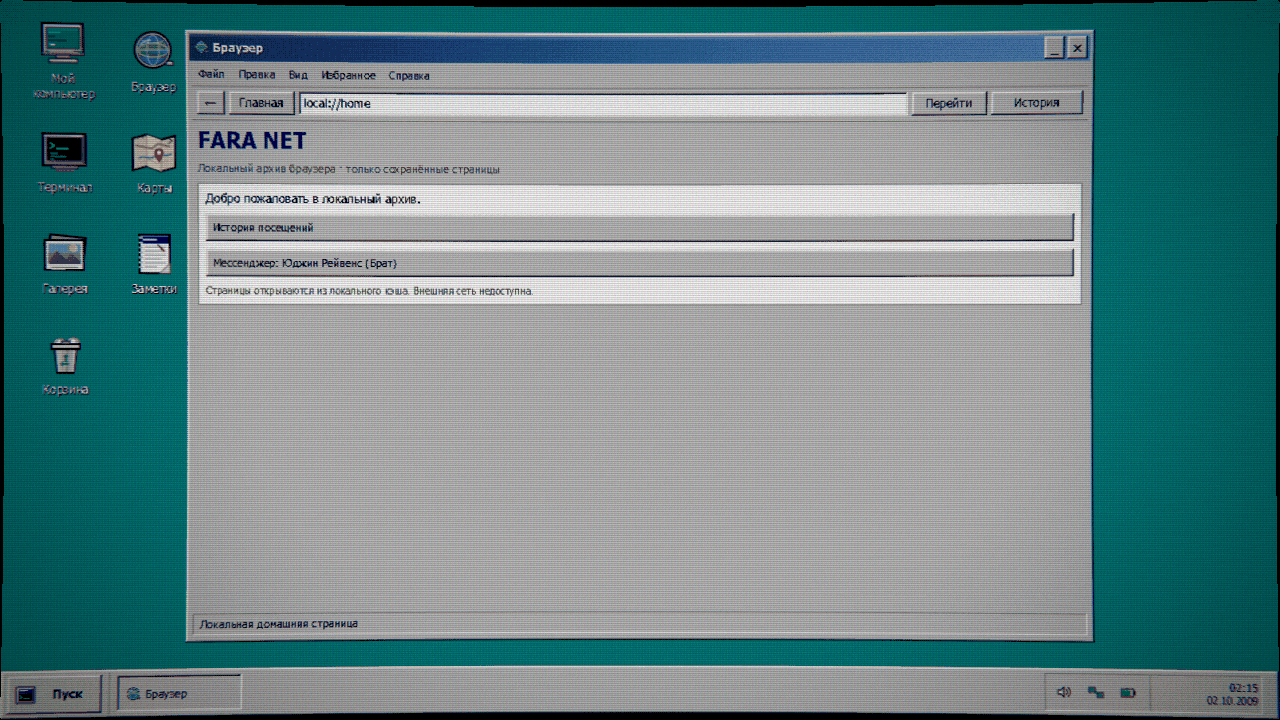 Мой
компьютер
Браузер
Терминал
Карты
Галерея
Заметки
Корзина
Браузер
Файл Правка Вид Избранное Справка
← Главная local://home Перейти История
FARA NET
Локальный архив браузера · только сохранённые страницы
Добро пожаловать в локальный архив.
История посещений
Мессенджер: Юджин Рейвенс (Брат)
Страницы открываются из локального кэша. Внешняя сеть недоступна.
Локальная домашняя страница
Пуск
Браузер
02:15
02.10.2009